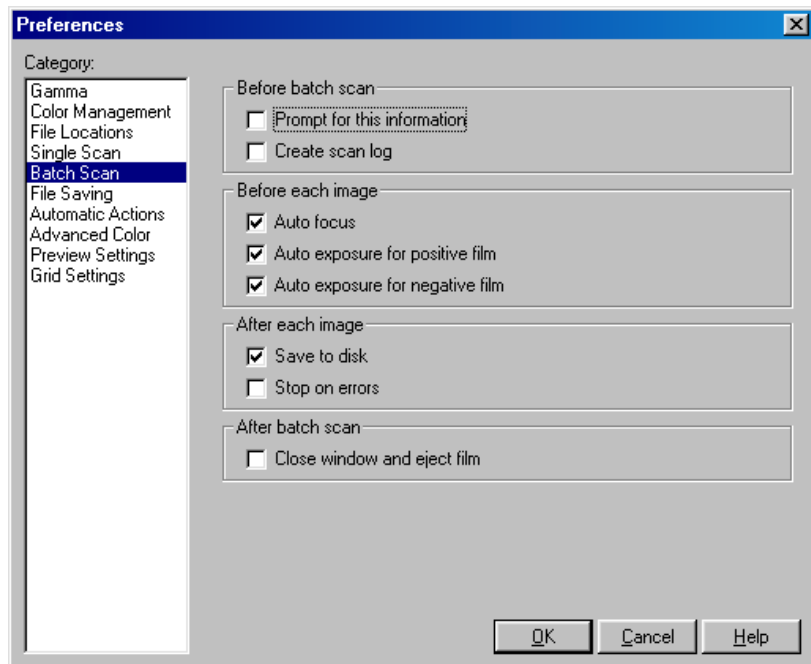 Preferences
Category:
Gamma
Color Management
File Locations
Single Scan
Batch Scan
File Saving
Automatic Actions
Advanced Color
Preview Settings
Grid Settings
Before batch scan
Prompt for this information
Create scan log
Before each image
Auto focus
Auto exposure for positive film
Auto exposure for negative film
After each image
Save to disk
Stop on errors
After batch scan
Close window and eject film
OK Cancel Help